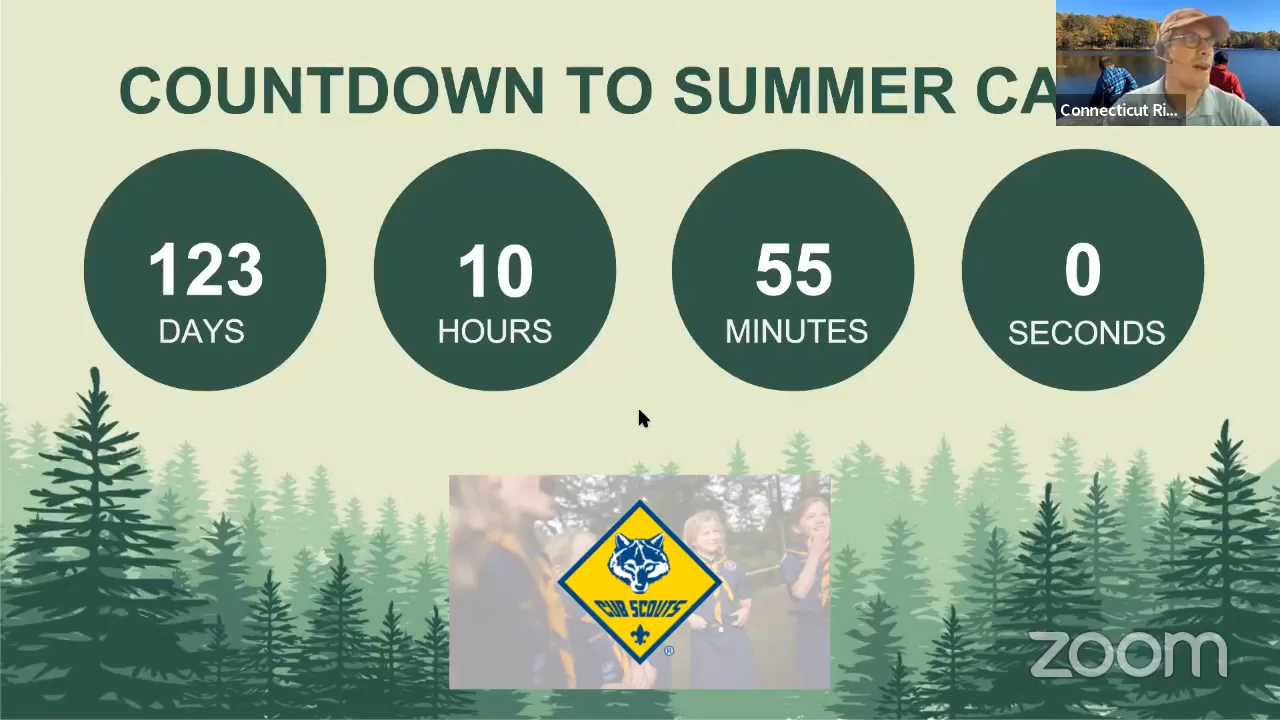 COUNTDOWN TO SUMMER CA
Connecticut Ri...
123
DAYS
10
HOURS
55
MINUTES
0
SECONDS
CUB SCOUTS
®
zoom